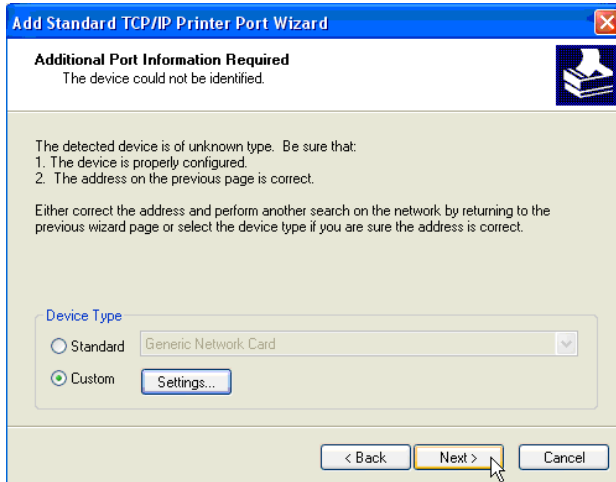 Add Standard TCP/IP Printer Port Wizard
Additional Port Information Required
The device could not be identified.
The detected device is of unknown type.  Be sure that:
1. The device is properly configured.
2.  The address on the previous page is correct.
Either correct the address and perform another search on the network by returning to the
previous wizard page or select the device type if you are sure the address is correct.
Device Type
Standard Generic Network Card
Custom Settings...
< Back Next > Cancel